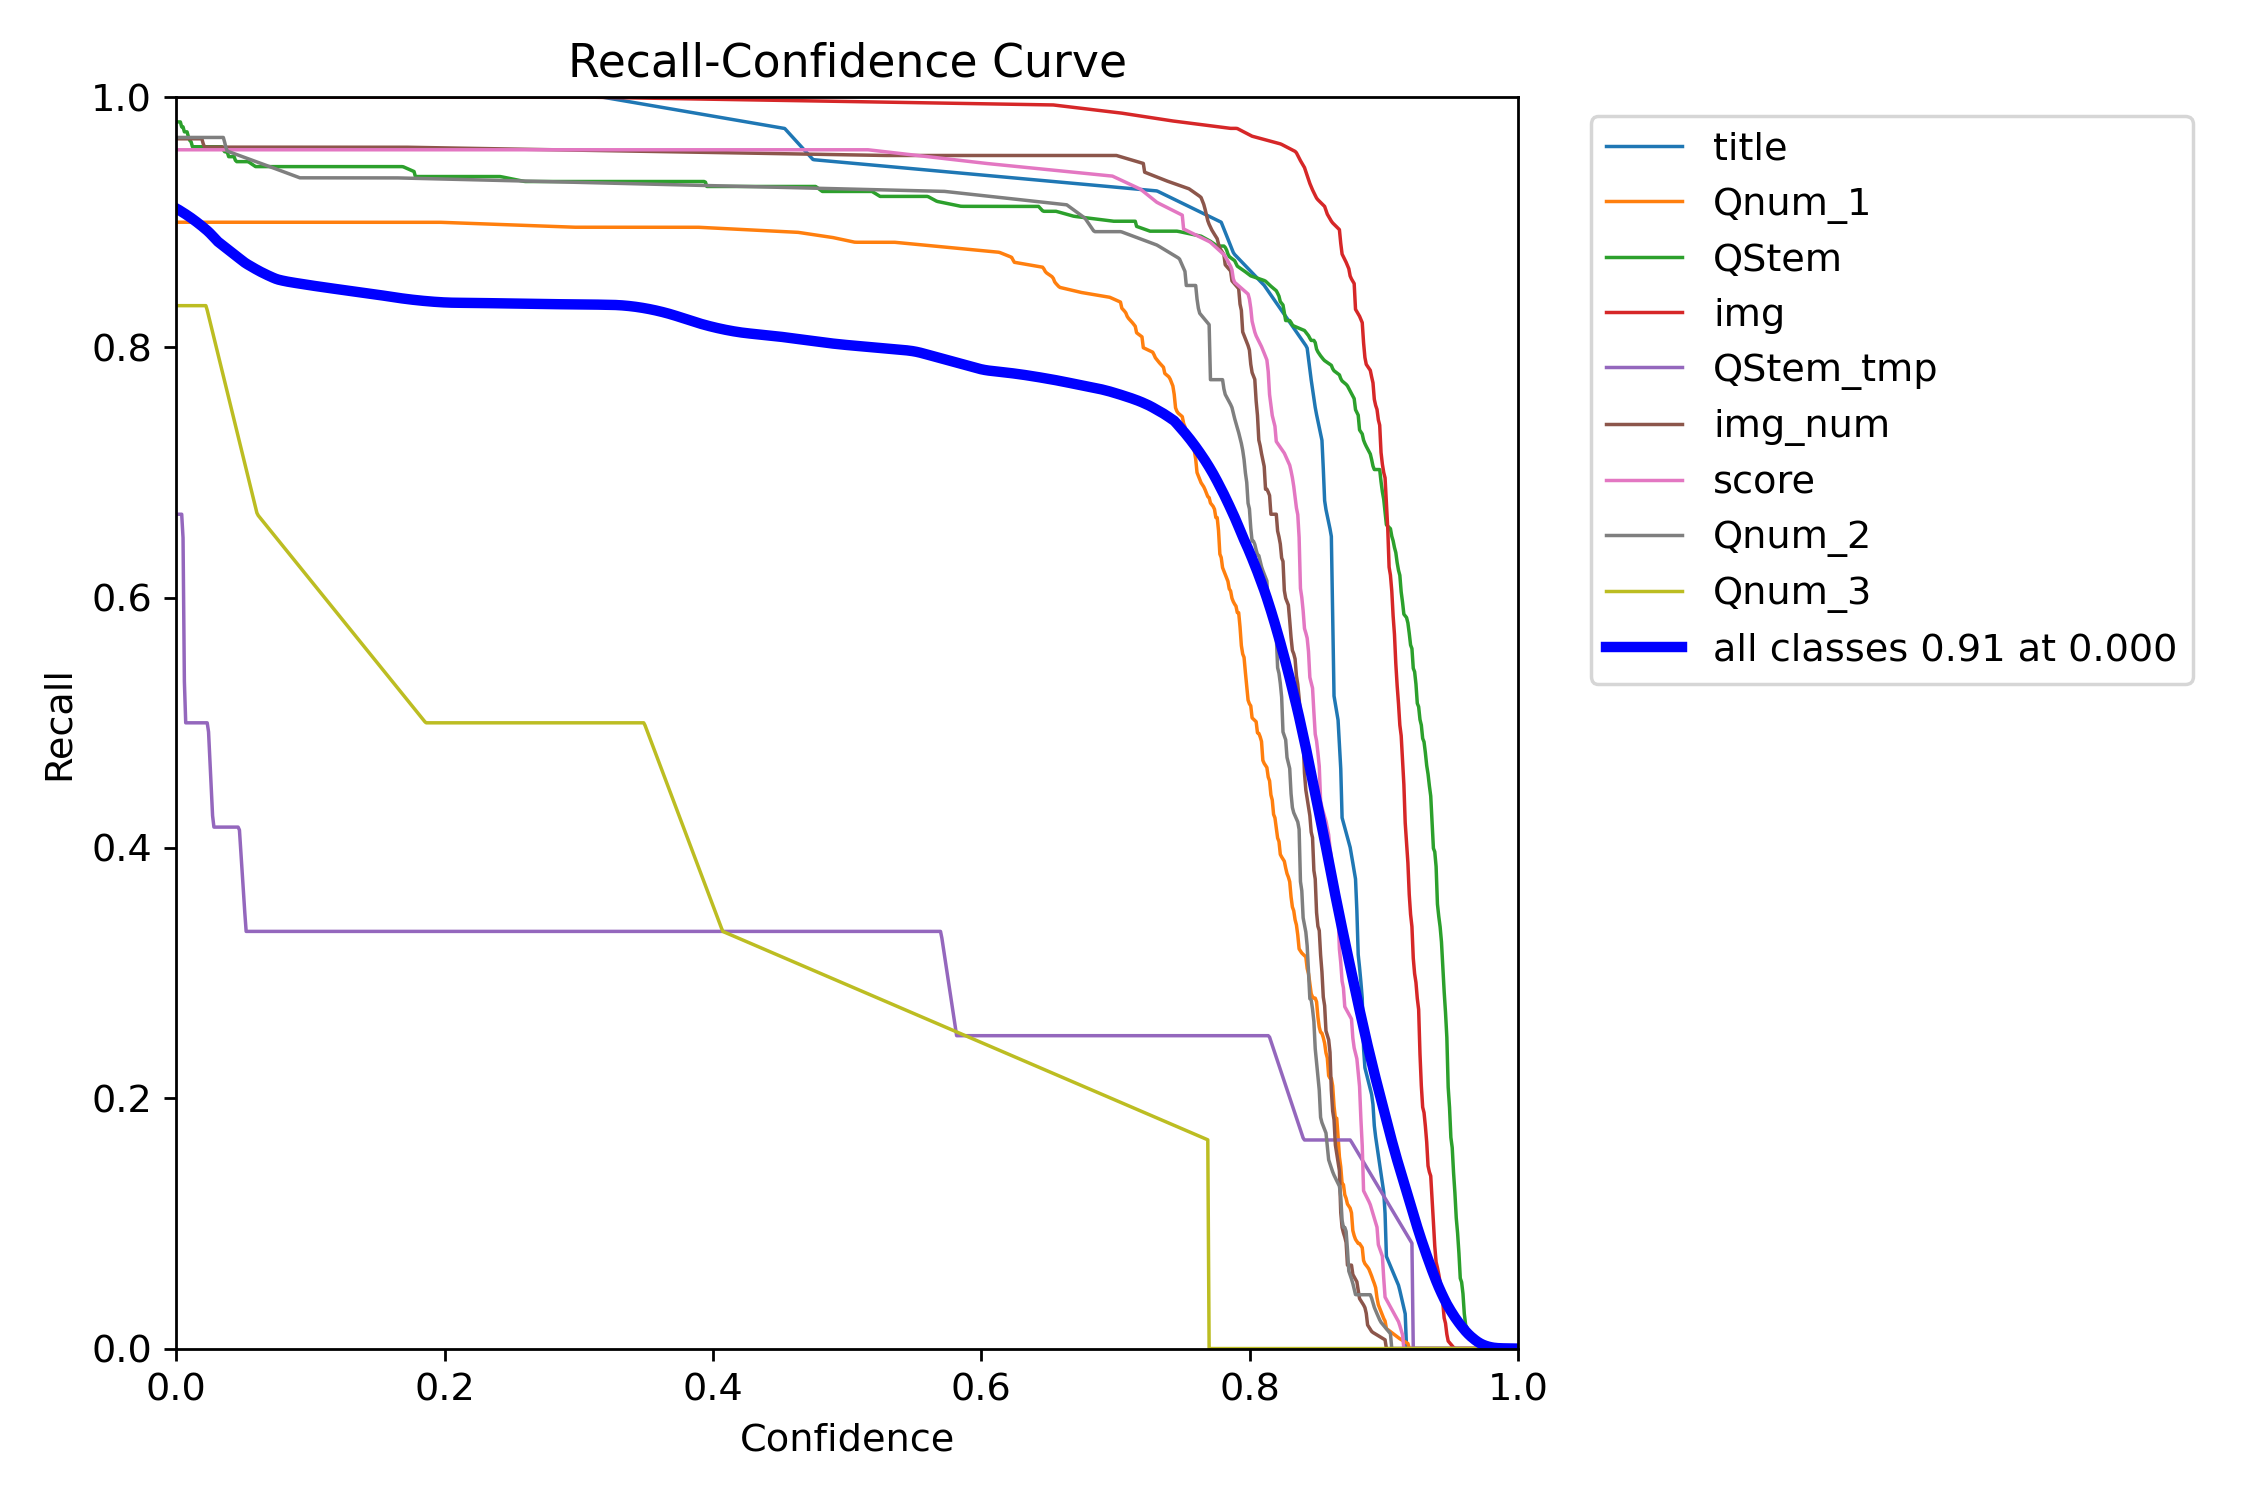 Recall-Confidence Curve
1.0
0.8
0.6
0.4
0.2
0.0
Recall
0.0 0.2 0.4 0.6 0.8 1.0
Confidence
title
Qnum_1
QStem
img
QStem_tmp
img_num
score
Qnum_2
Qnum_3
all classes 0.91 at 0.000